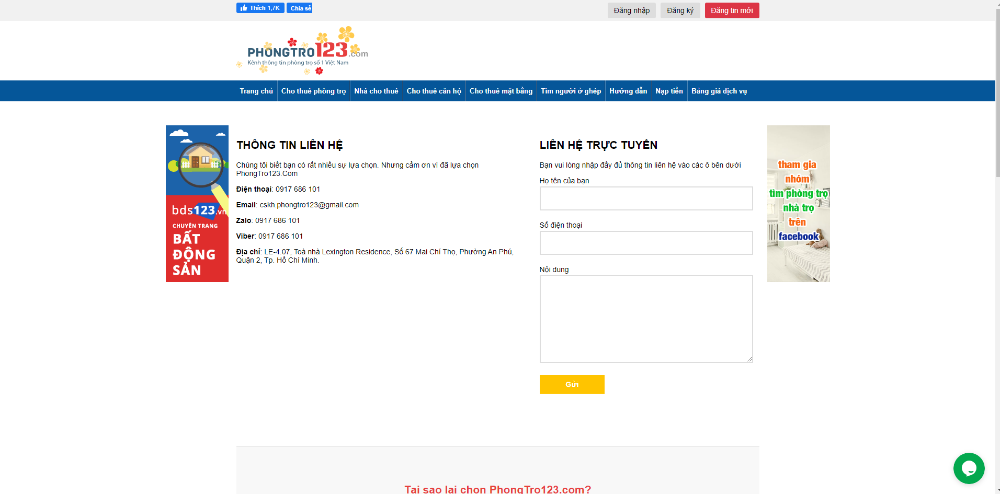 Thích 1,7K
Chia sẻ
Đăng nhập
Đăng ký
Đăng tin mới
PHONGTRO123.com
Kênh thông tin phòng trọ số 1 Việt Nam
Trang chủ
Cho thuê phòng trọ
Nhà cho thuê
Cho thuê căn hộ
Cho thuê mặt bằng
Tìm người ở ghép
Hướng dẫn
Nạp tiền
Bảng giá dịch vụ
bds123.vn
CHUYÊN TRANG
BẤT
ĐỘNG
SẢN
THÔNG TIN LIÊN HỆ
Chúng tôi biết bạn có rất nhiều sự lựa chọn. Nhưng cảm ơn vì đã lựa chọn
PhongTro123.Com
Điện thoại: 0917 686 101
Email: cskh.phongtro123@gmail.com
Zalo: 0917 686 101
Viber: 0917 686 101
Địa chỉ: LE-4.07, Toà nhà Lexington Residence, Số 67 Mai Chí Thọ, Phường An Phú,
Quận 2, Tp. Hồ Chí Minh.
LIÊN HỆ TRỰC TUYẾN
Bạn vui lòng nhập đầy đủ thông tin liên hệ vào các ô bên dưới
Họ tên của bạn
Số điện thoại
Nội dung
Gửi
tham gia
nhóm
tìm phòng trọ
nhà trọ
trên
facebook
Tại sao lại chọn PhongTro123.com?